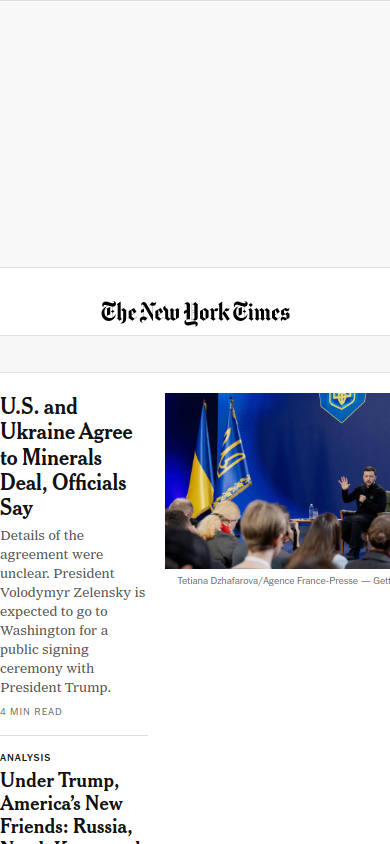 The New York Times
U.S. and
Ukraine Agree
to Minerals
Deal, Officials
Say
Details of the
agreement were
unclear. President
Volodymyr Zelensky is
expected to go to
Washington for a
public signing
ceremony with
President Trump.
4 MIN READ
Tetiana Dzhafarova/Agence France-Presse — Gett
ANALYSIS
Under Trump,
America’s New
Friends: Russia,